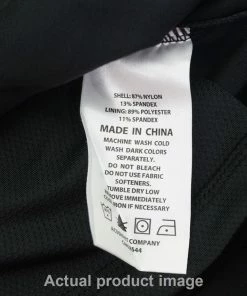 SHELL: 87% NYLON
13% SPANDEX
LINING: 89% POLYESTER
11% SPANDEX
MADE IN CHINA
MACHINE WASH COLD
WASH DARK COLORS
SEPARATELY.
DO NOT BLEACH
DO NOT USE FABRIC
SOFTENERS.
TUMBLE DRY LOW
IRON IF NECESSARY
COMPANY
Actual product image